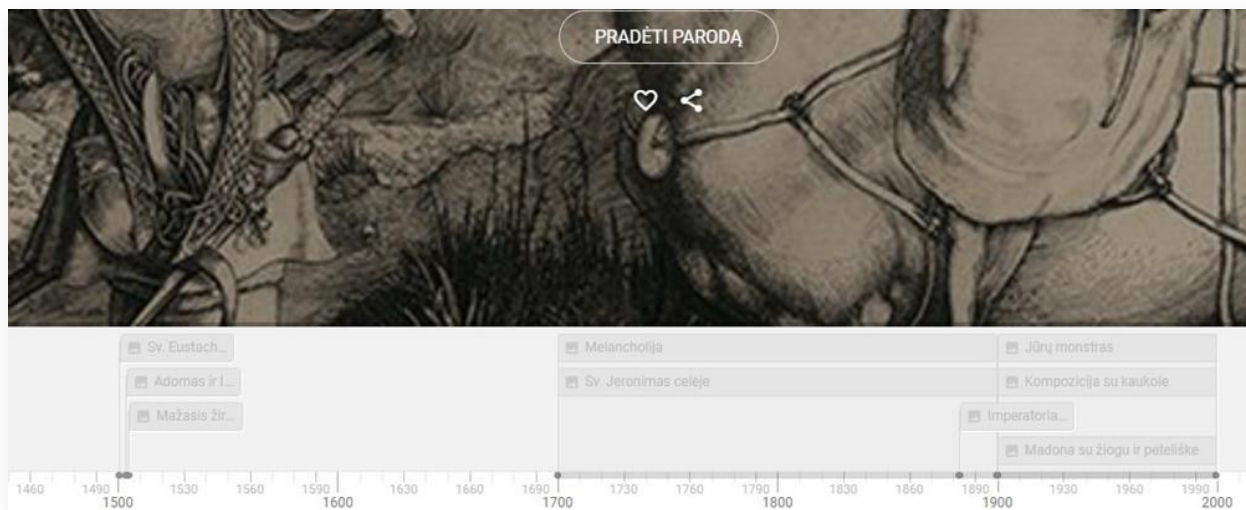 PRADĖTI PARODĄ
Sv. Eustach... Melancholija Jūrų monstras
Adomas ir I... Sv. Jeronimas celėje Kompozicija su kaukole
Mažasis žir... Imperatoria...
Madona su žiogu ir peteliške
1460 1490 1530 1560 1590 1630 1660 1690 1730 1760 1830 1860 1890 1930 1960 1990
1500 1600 1700 1800 1900 2000